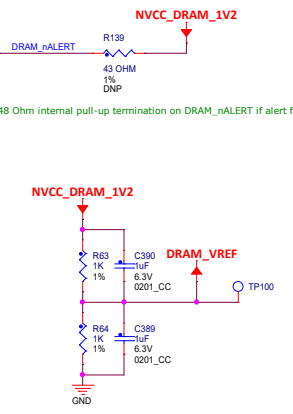 NVCC_DRAM_1V2
R139
DRAM_nALERT
43 OHM
1%
DNP
48 Ohm internal pull-up termination on DRAM_nALERT if alert f
NVCC_DRAM_1V2
R63
1K
1%
C390
1uF
6.3V
0201_CC
DRAM_VREF
TP100
R64
1K
1%
C389
1uF
6.3V
0201_CC
GND